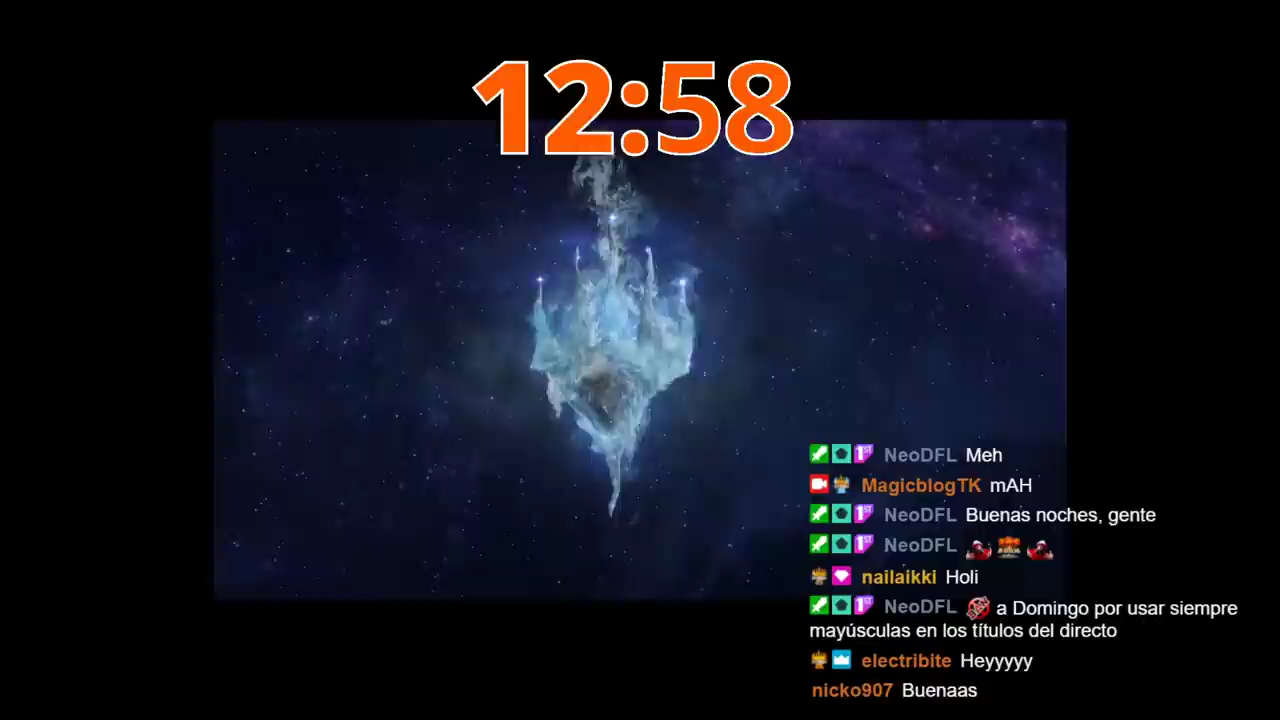 12:58
NeoDFL Meh
MagicblogTK mAH
NeoDFL Buenas noches, gente
NeoDFL
nailaikki Holi
NeoDFL a Domingo por usar siempre
mayúsculas en los títulos del directo
electribite Heyyyyy
nicko907 Buenaas